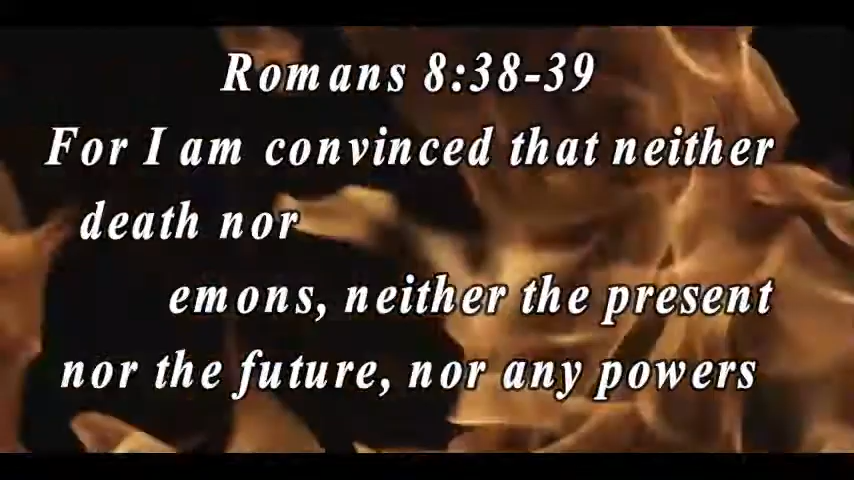 Romans 8:38-39
For I am convinced that neither
death nor
emons, neither the present
nor the future, nor any powers